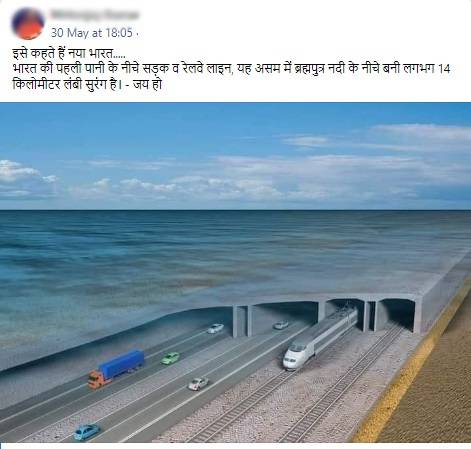 30 May at 18:05 ·
इसे कहते हैं नया भारत.....
भारत की पहली पानी के नीचे सड़क व रेलवे लाइन, यह असम में ब्रह्मपुत्र नदी के नीचे बनी लगभग 14
किलोमीटर लंबी सुरंग है। - जय हो